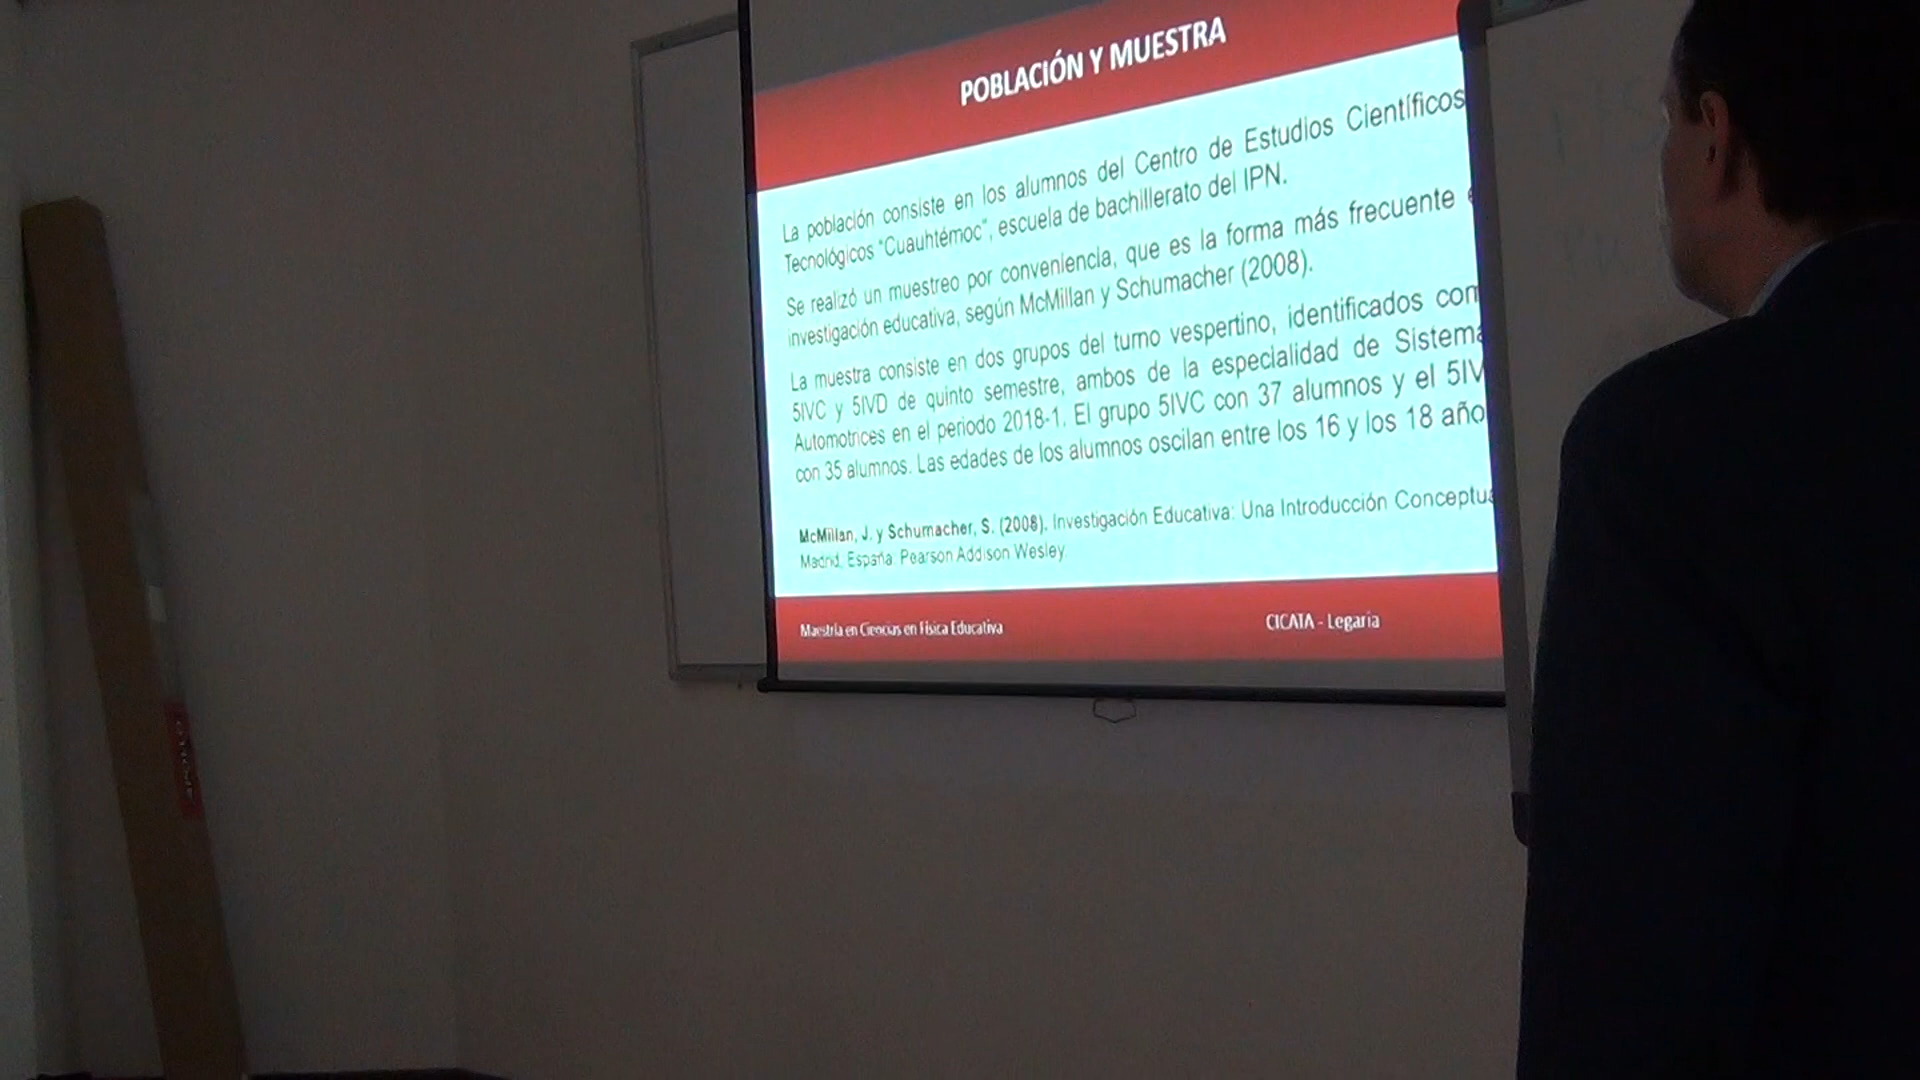 POBLACIÓN Y MUESTRA
La población consiste en los alumnos del Centro de Estudios Científicos
Tecnológicos "Cuauhtémoc", escuela de bachillerato del IPN.
Se realizó un muestreo por conveniencia, que es la forma más frecuente
investigación educativa, según McMillan y Schumacher (2008).
La muestra consiste en dos grupos del turno vespertino, identificados com
5IVC y 5IVD de quinto semestre, ambos de la especialidad de Sistema
Automotrices en el periodo 2018-1. El grupo 5IVC con 37 alumnos y el 5IV
con 35 alumnos. Las edades de los alumnos oscilan entre los 16 y los 18 año
McMillan, J. y Schumacher, S. (2008). Investigación Educativa: Una Introducción Conceptua
Madrid, España: Pearson Addison Wesley.
Maestría en Ciencias en Física Educativa
CICATA - Legaria
APOLLO